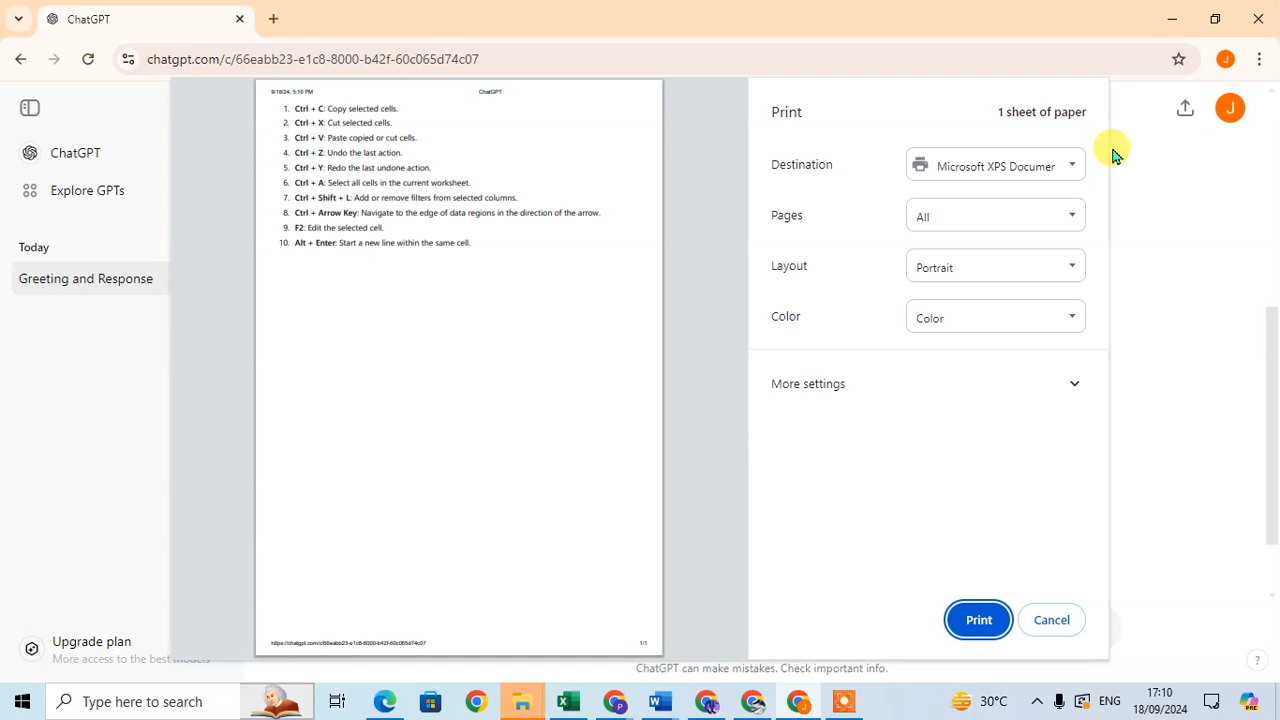 ChatGPT
chatgpt.com/c/66eabb23-e1c8-8000-b42f-60c065d74c07
J
ChatGPT
Explore GPTs
Today
Greeting and Response
Upgrade plan
More access to the best models
9/18/24, 5:10 PM ChatGPT
1. Ctrl + C: Copy selected cells.
2. Ctrl + X: Cut selected cells.
3. Ctrl + V: Paste copied or cut cells.
4. Ctrl + Z: Undo the last action.
5. Ctrl + Y: Redo the last undone action.
6. Ctrl + A: Select all cells in the current worksheet.
7. Ctrl + Shift + L: Add or remove filters from selected columns.
8. Ctrl + Arrow Key: Navigate to the edge of data regions in the direction of the arrow.
9. F2: Edit the selected cell.
10. Alt + Enter: Start a new line within the same cell.
https://chatgpt.com/c/66eabb23-e1c8-8000-b42f-60c065d74c07 1/1
Print 1 sheet of paper
Destination Microsoft XPS Documer
Pages All
Layout Portrait
Color Color
More settings
Print Cancel
J
ChatGPT can make mistakes. Check important info.
?
Type here to search
30°C ENG 17:10
18/09/2024